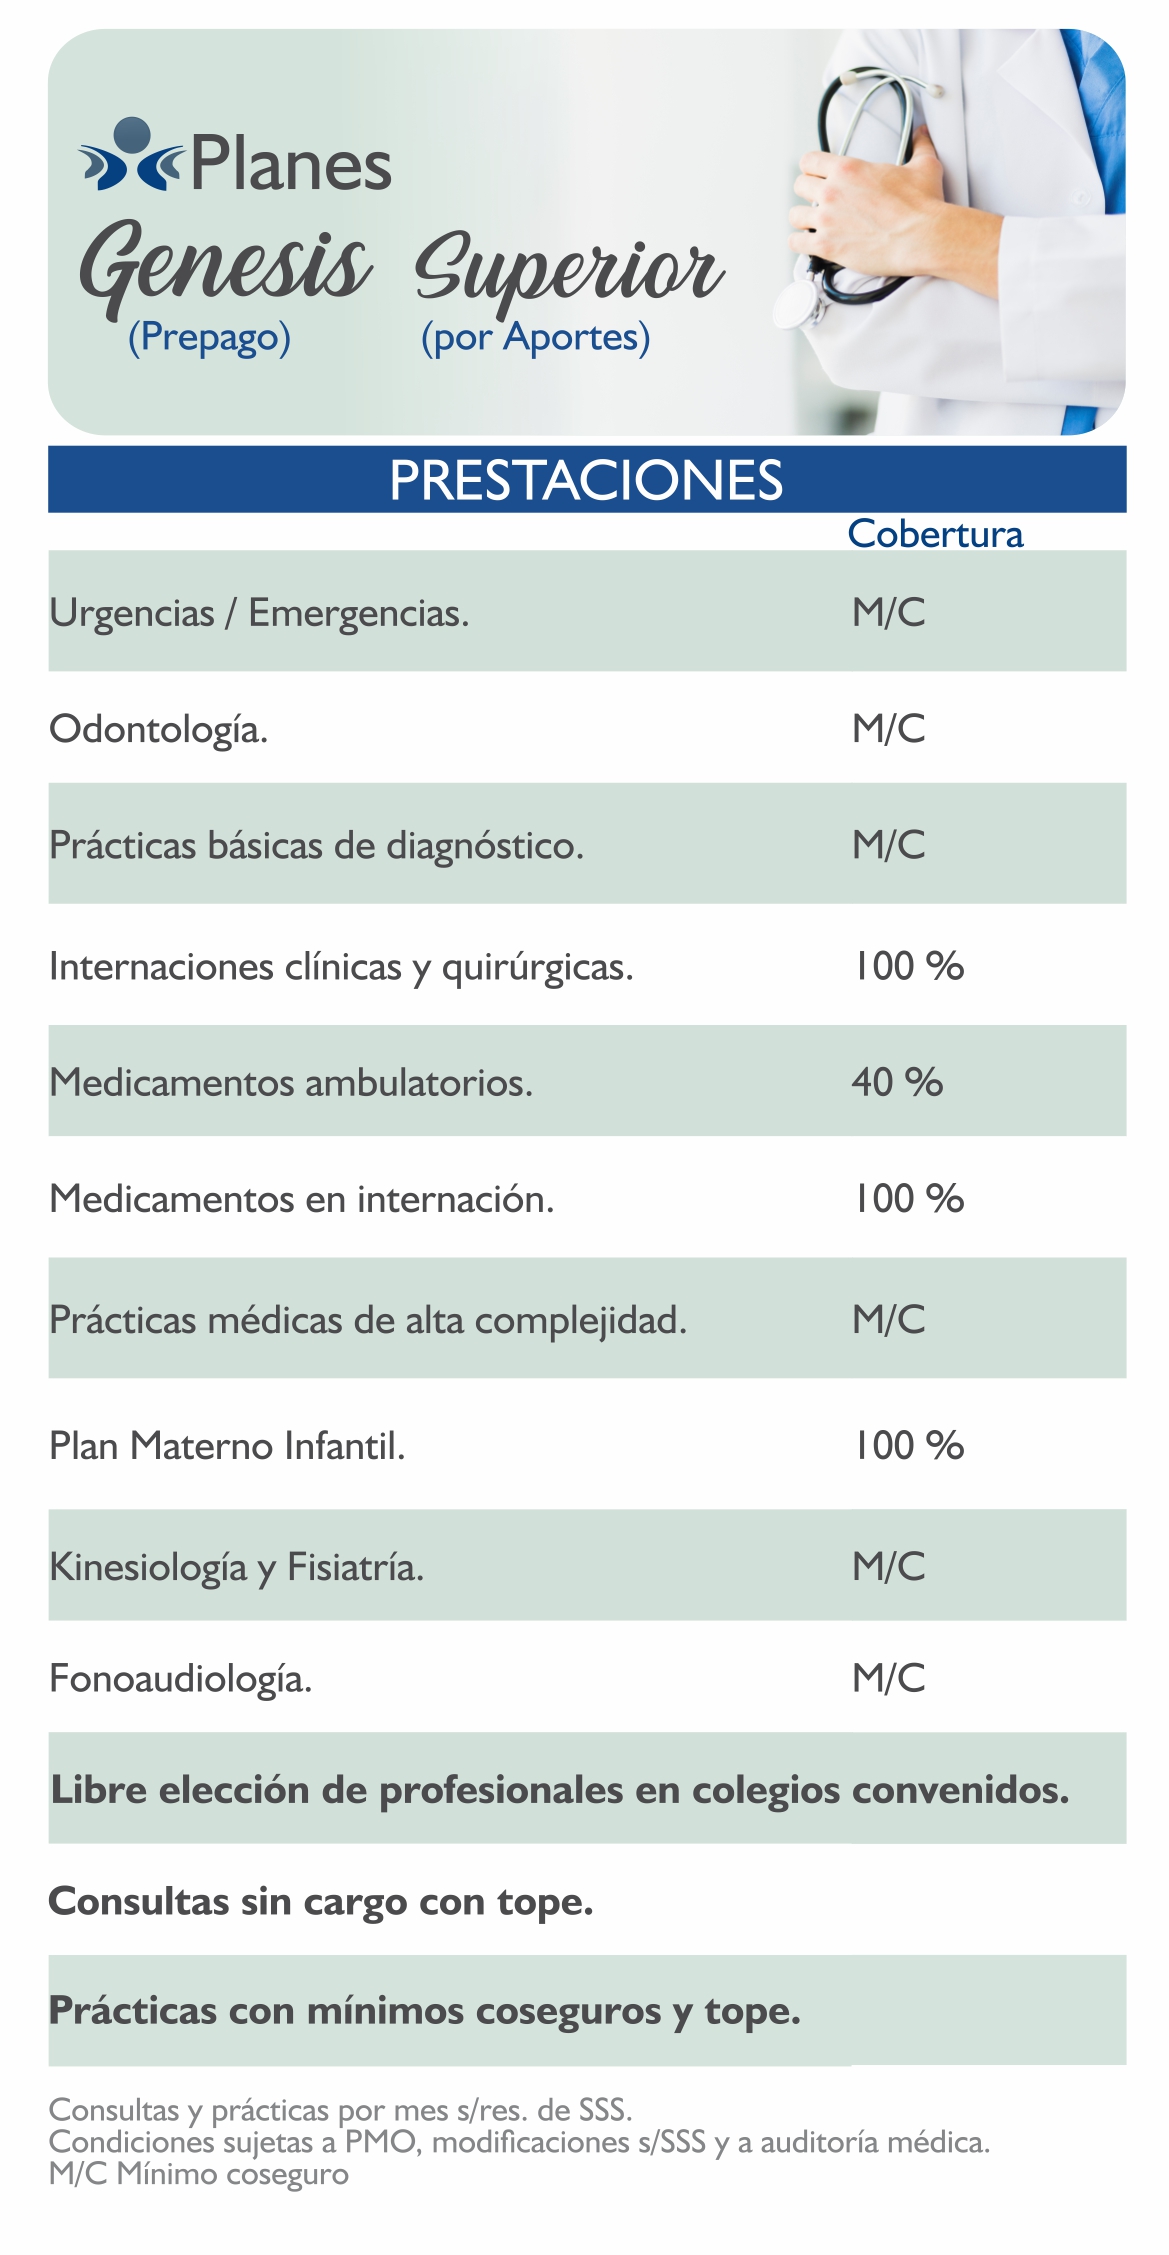 Planes
Genesis Superior
(Prepago) (por Aportes)
PRESTACIONES
Cobertura
Urgencias / Emergencias. M/C
Odontología. M/C
Prácticas básicas de diagnóstico. M/C
Internaciones clínicas y quirúrgicas. 100 %
Medicamentos ambulatorios. 40 %
Medicamentos en internación. 100 %
Prácticas médicas de alta complejidad. M/C
Plan Materno Infantil. 100 %
Kinesiología y Fisiatría. M/C
Fonoaudiología. M/C
Libre elección de profesionales en colegios convenidos.
Consultas sin cargo con tope.
Prácticas con mínimos coseguros y tope.
Consultas y prácticas por mes s/res. de SSS.
Condiciones sujetas a PMO, modificaciones s/SSS y a auditoría médica.
M/C Mínimo coseguro